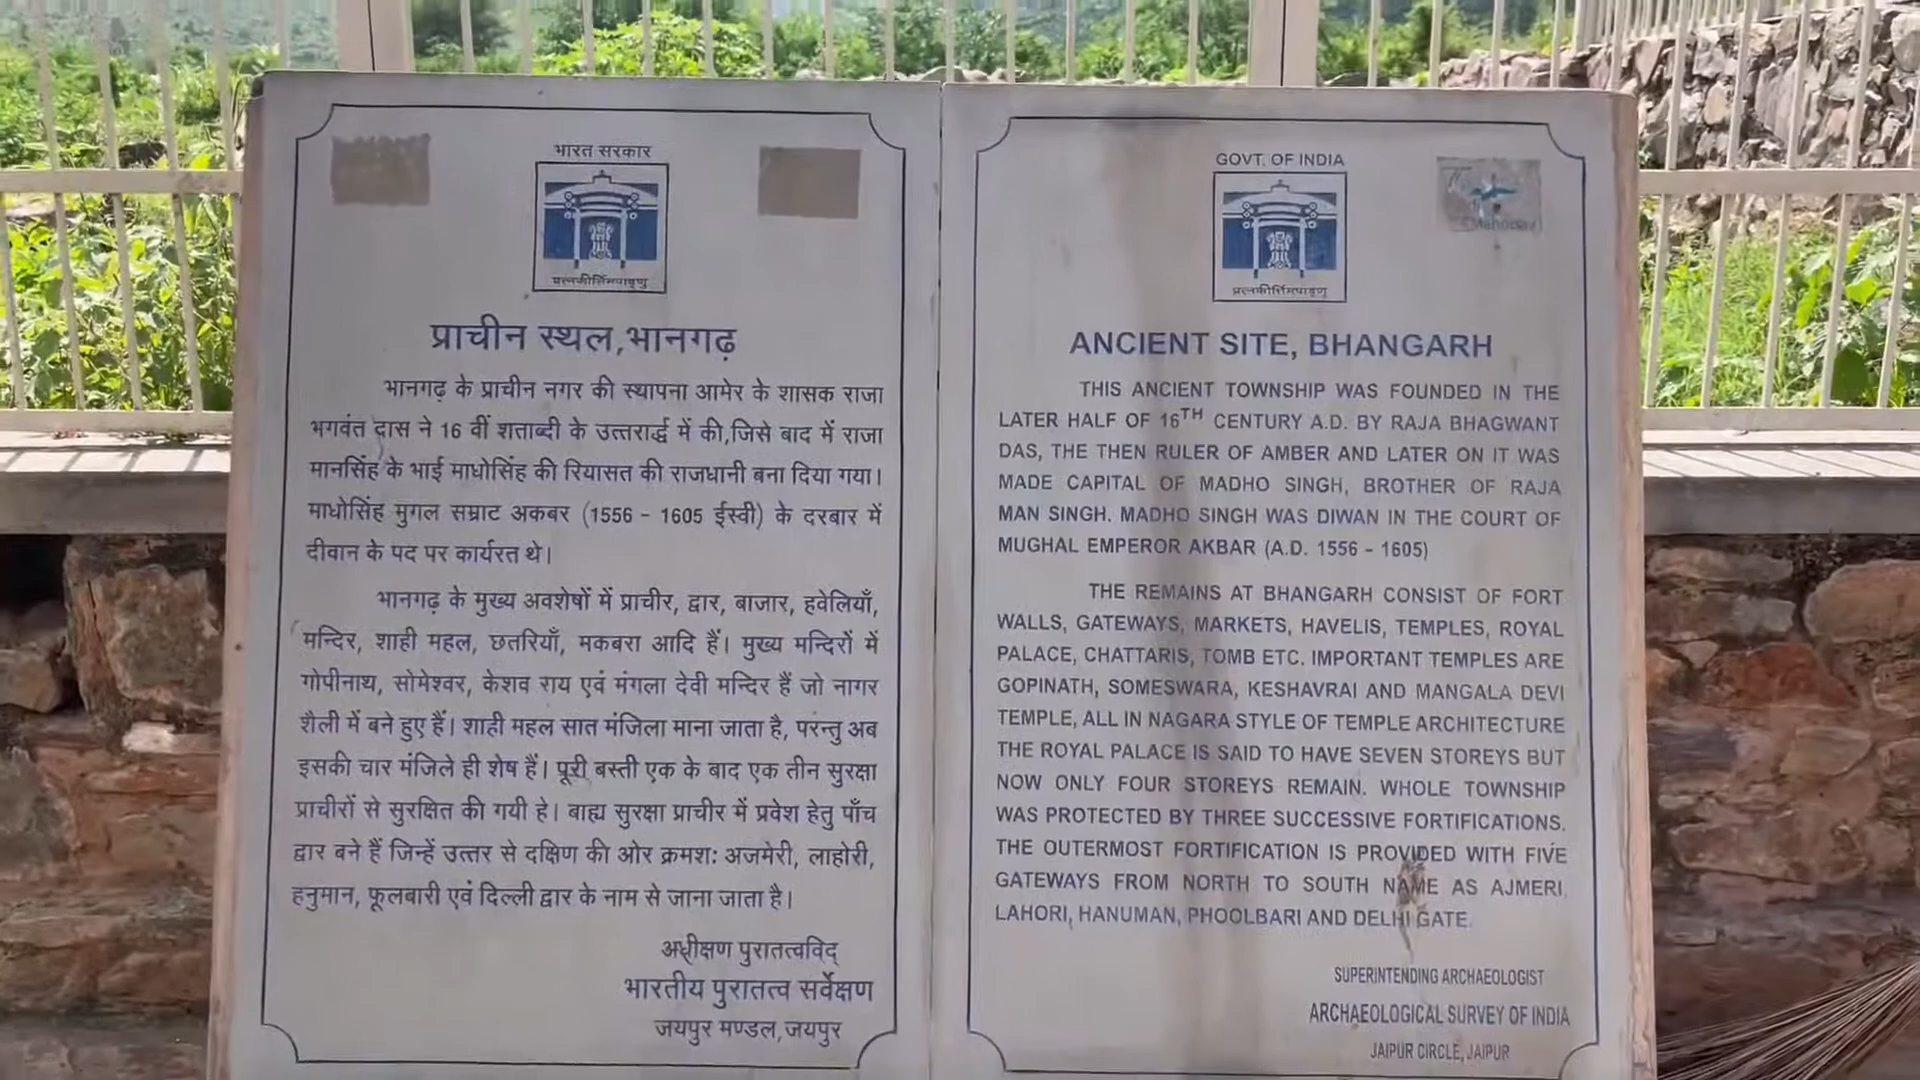 भारत सरकार
प्रत्नकीर्तिमपावृणु
प्राचीन स्थल,भानगढ़
भानगढ़ के प्राचीन नगर की स्थापना आमेर के शासक राजा
भगवंत दास ने 16 वीं शताब्दी के उत्तरार्द्ध में की,जिसे बाद में राजा
मानसिंह के भाई माधोसिंह की रियासत की राजधानी बना दिया गया।
माधोसिंह मुगल सम्राट अकबर (1556 - 1605 ईस्वी) के दरबार में
दीवान के पद पर कार्यरत थे।
भानगढ़ के मुख्य अवशेषों में प्राचीर, द्वार, बाजार, हवेलियाँ,
मन्दिर, शाही महल, छतरियाँ, मकबरा आदि हैं। मुख्य मन्दिरों में
गोपीनाथ, सोमेश्वर, केशव राय एवं मंगला देवी मन्दिर हैं जो नागर
शैली में बने हुए हैं। शाही महल सात मंजिला माना जाता है, परन्तु अब
इसकी चार मंजिले ही शेष हैं। पूरी बस्ती एक के बाद एक तीन सुरक्षा
प्राचीरों से सुरक्षित की गयी हे। बाह्य सुरक्षा प्राचीर में प्रवेश हेतु पाँच
द्वार बने हैं जिन्हें उत्तर से दक्षिण की ओर क्रमशः अजमेरी, लाहोरी,
हनुमान, फूलबारी एवं दिल्ली द्वार के नाम से जाना जाता है।
अधीक्षण पुरातत्वविद्
भारतीय पुरातत्व सर्वेक्षण
जयपुर मण्डल,जयपुर
GOVT. OF INDIA
प्रत्नकीर्तिमपावृणु
ANCIENT SITE, BHANGARH
THIS ANCIENT TOWNSHIP WAS FOUNDED IN THE
LATER HALF OF 16TH CENTURY A.D. BY RAJA BHAGWANT
DAS, THE THEN RULER OF AMBER AND LATER ON IT WAS
MADE CAPITAL OF MADHO SINGH, BROTHER OF RAJA
MAN SINGH. MADHO SINGH WAS DIWAN IN THE COURT OF
MUGHAL EMPEROR AKBAR (A.D. 1556 - 1605)
THE REMAINS AT BHANGARH CONSIST OF FORT
WALLS, GATEWAYS, MARKETS, HAVELIS, TEMPLES, ROYAL
PALACE, CHATTARIS, TOMB ETC. IMPORTANT TEMPLES ARE
GOPINATH, SOMESWARA, KESHAVRAI AND MANGALA DEVI
TEMPLE, ALL IN NAGARA STYLE OF TEMPLE ARCHITECTURE
THE ROYAL PALACE IS SAID TO HAVE SEVEN STOREYS BUT
NOW ONLY FOUR STOREYS REMAIN. WHOLE TOWNSHIP
WAS PROTECTED BY THREE SUCCESSIVE FORTIFICATIONS.
THE OUTERMOST FORTIFICATION IS PROVIDED WITH FIVE
GATEWAYS FROM NORTH TO SOUTH NAME AS AJMERI,
LAHORI, HANUMAN, PHOOLBARI AND DELHI GATE.
SUPERINTENDING ARCHAEOLOGIST
ARCHAEOLOGICAL SURVEY OF INDIA
JAIPUR CIRCLE, JAIPUR